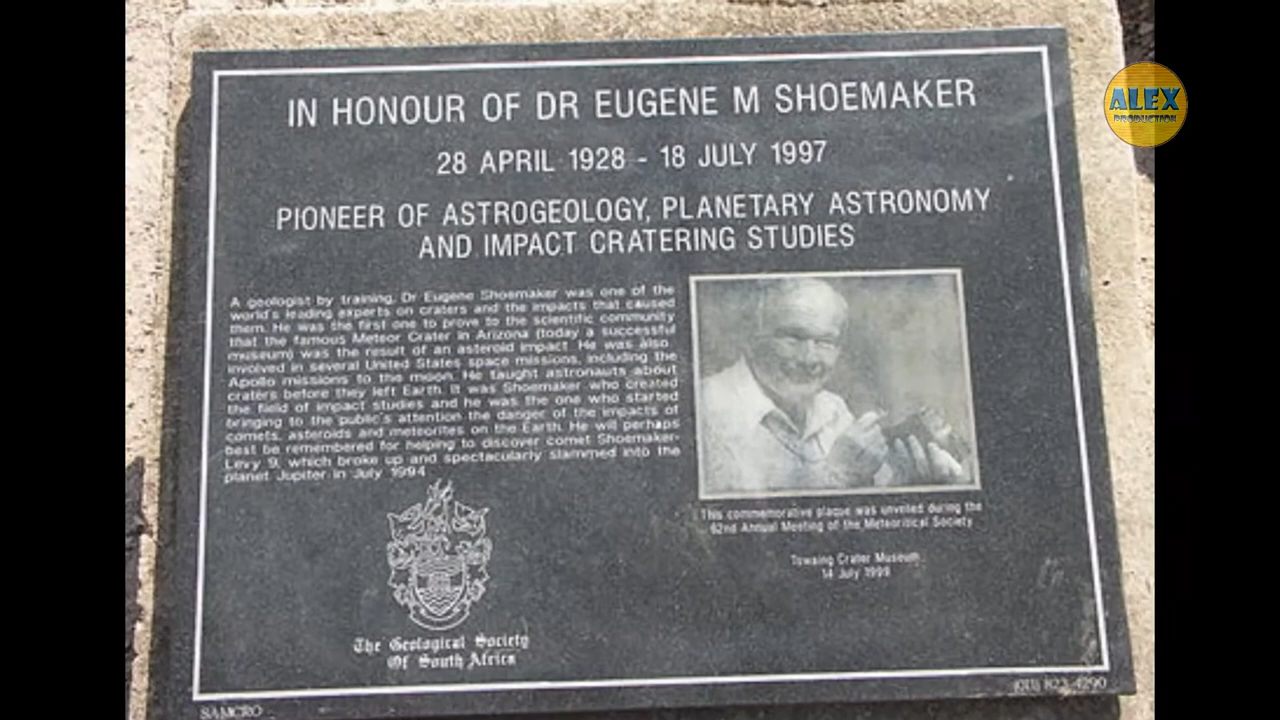 ALEX
PRODUCTION
IN HONOUR OF DR EUGENE M SHOEMAKER
28 APRIL 1928 - 18 JULY 1997
PIONEER OF ASTROGEOLOGY, PLANETARY ASTRONOMY
AND IMPACT CRATERING STUDIES
A geologist by training, Dr Eugene Shoemaker was one of the
world's leading experts on craters and the impacts that caused
them. He was the first one to prove to the scientific community
that the famous Meteor Crater in Arizona (today a successful
museum) was the result of an asteroid impact. He was also
involved in several United States space missions, including the
Apollo missions to the moon. He taught astronauts about
craters before they left Earth. It was Shoemaker who created
the field of impact studies and he was the one who started
bringing to the public's attention the danger of the impacts of
comets, asteroids and meteorites on the Earth. He will perhaps
best be remembered for helping to discover comet Shoemaker-
Levy 9, which broke up and spectacularly slammed into the
planet Jupiter in July 1994
This commemorative plaque was unveiled during the
62nd Annual Meeting of the Meteoritical Society
Tswaing Crater Museum
14 July 1999
The Geological Society
Of South Africa
SAMCRO
(011) 823-4290